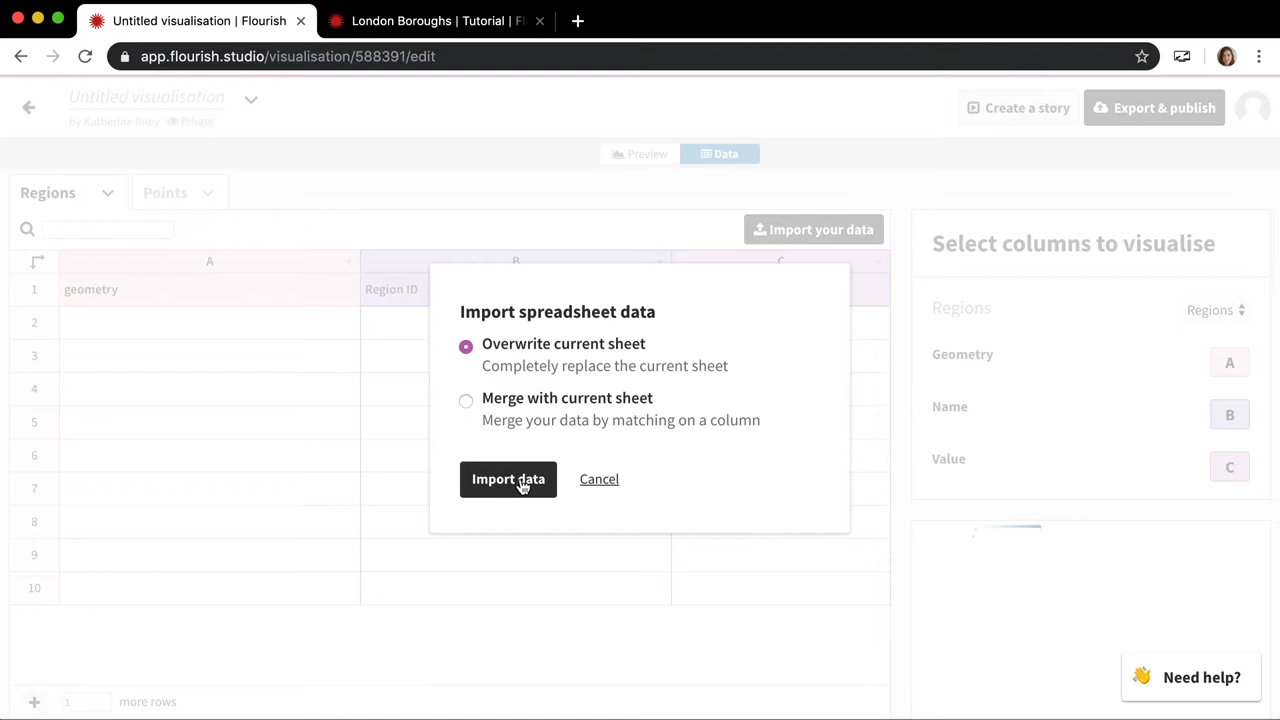 Untitled visualisation | Flourish
London Boroughs | Tutorial | F
app.flourish.studio/visualisation/588391/edit
Untitled visualisation
by Katherine Riley Private
Create a story
Export & publish
Preview
Data
Regions
Points
Import your data
A
B
C
1 geometry Region ID
2
3
4
5
6
7
8
9
10
Import spreadsheet data
Overwrite current sheet
Completely replace the current sheet
Merge with current sheet
Merge your data by matching on a column
Import data
Cancel
Select columns to visualise
Regions Regions
Geometry A
Name B
Value C
1 more rows
Need help?